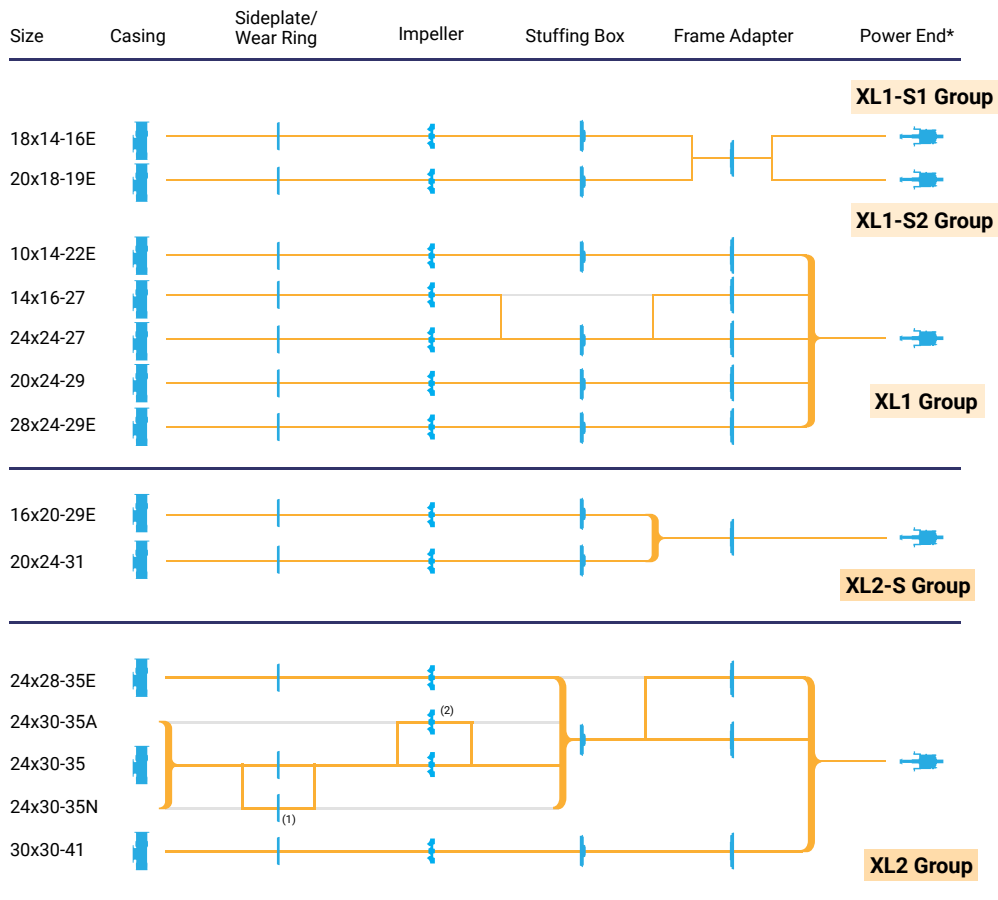 Size
Casing
Sideplate/
Wear Ring
Impeller
Stuffing Box
Frame Adapter
Power End*
XL1-S1 Group
18x14-16E
20x18-19E
XL1-S2 Group
10x14-22E
14x16-27
24x24-27
20x24-29
XL1 Group
28x24-29E
16x20-29E
20x24-31
XL2-S Group
24x28-35E
24x30-35A
(2)
24x30-35
24x30-35N
(1)
30x30-41
XL2 Group